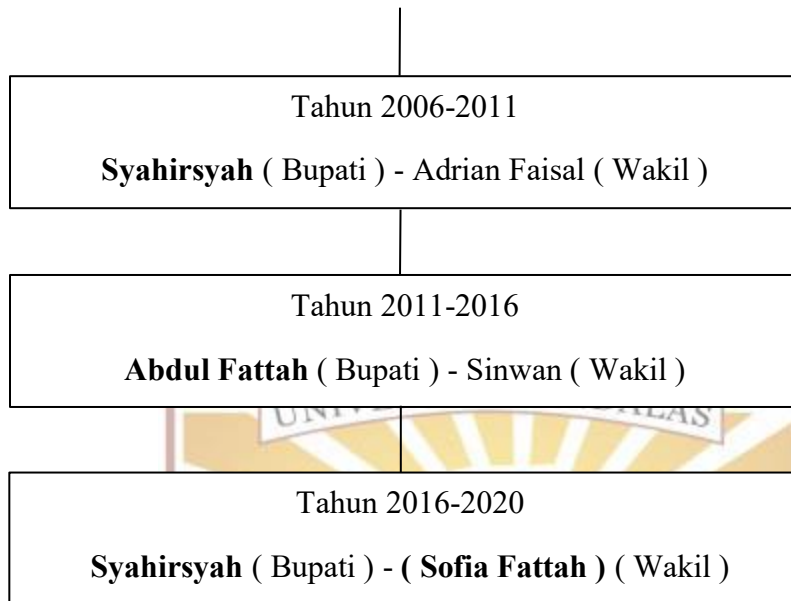 Tahun 2006-2011
Syahirsyah ( Bupati ) - Adrian Faisal ( Wakil )
Tahun 2011-2016
Abdul Fattah ( Bupati ) - Sinwan ( Wakil )
Tahun 2016-2020
Syahirsyah ( Bupati ) - ( Sofia Fattah ) ( Wakil )